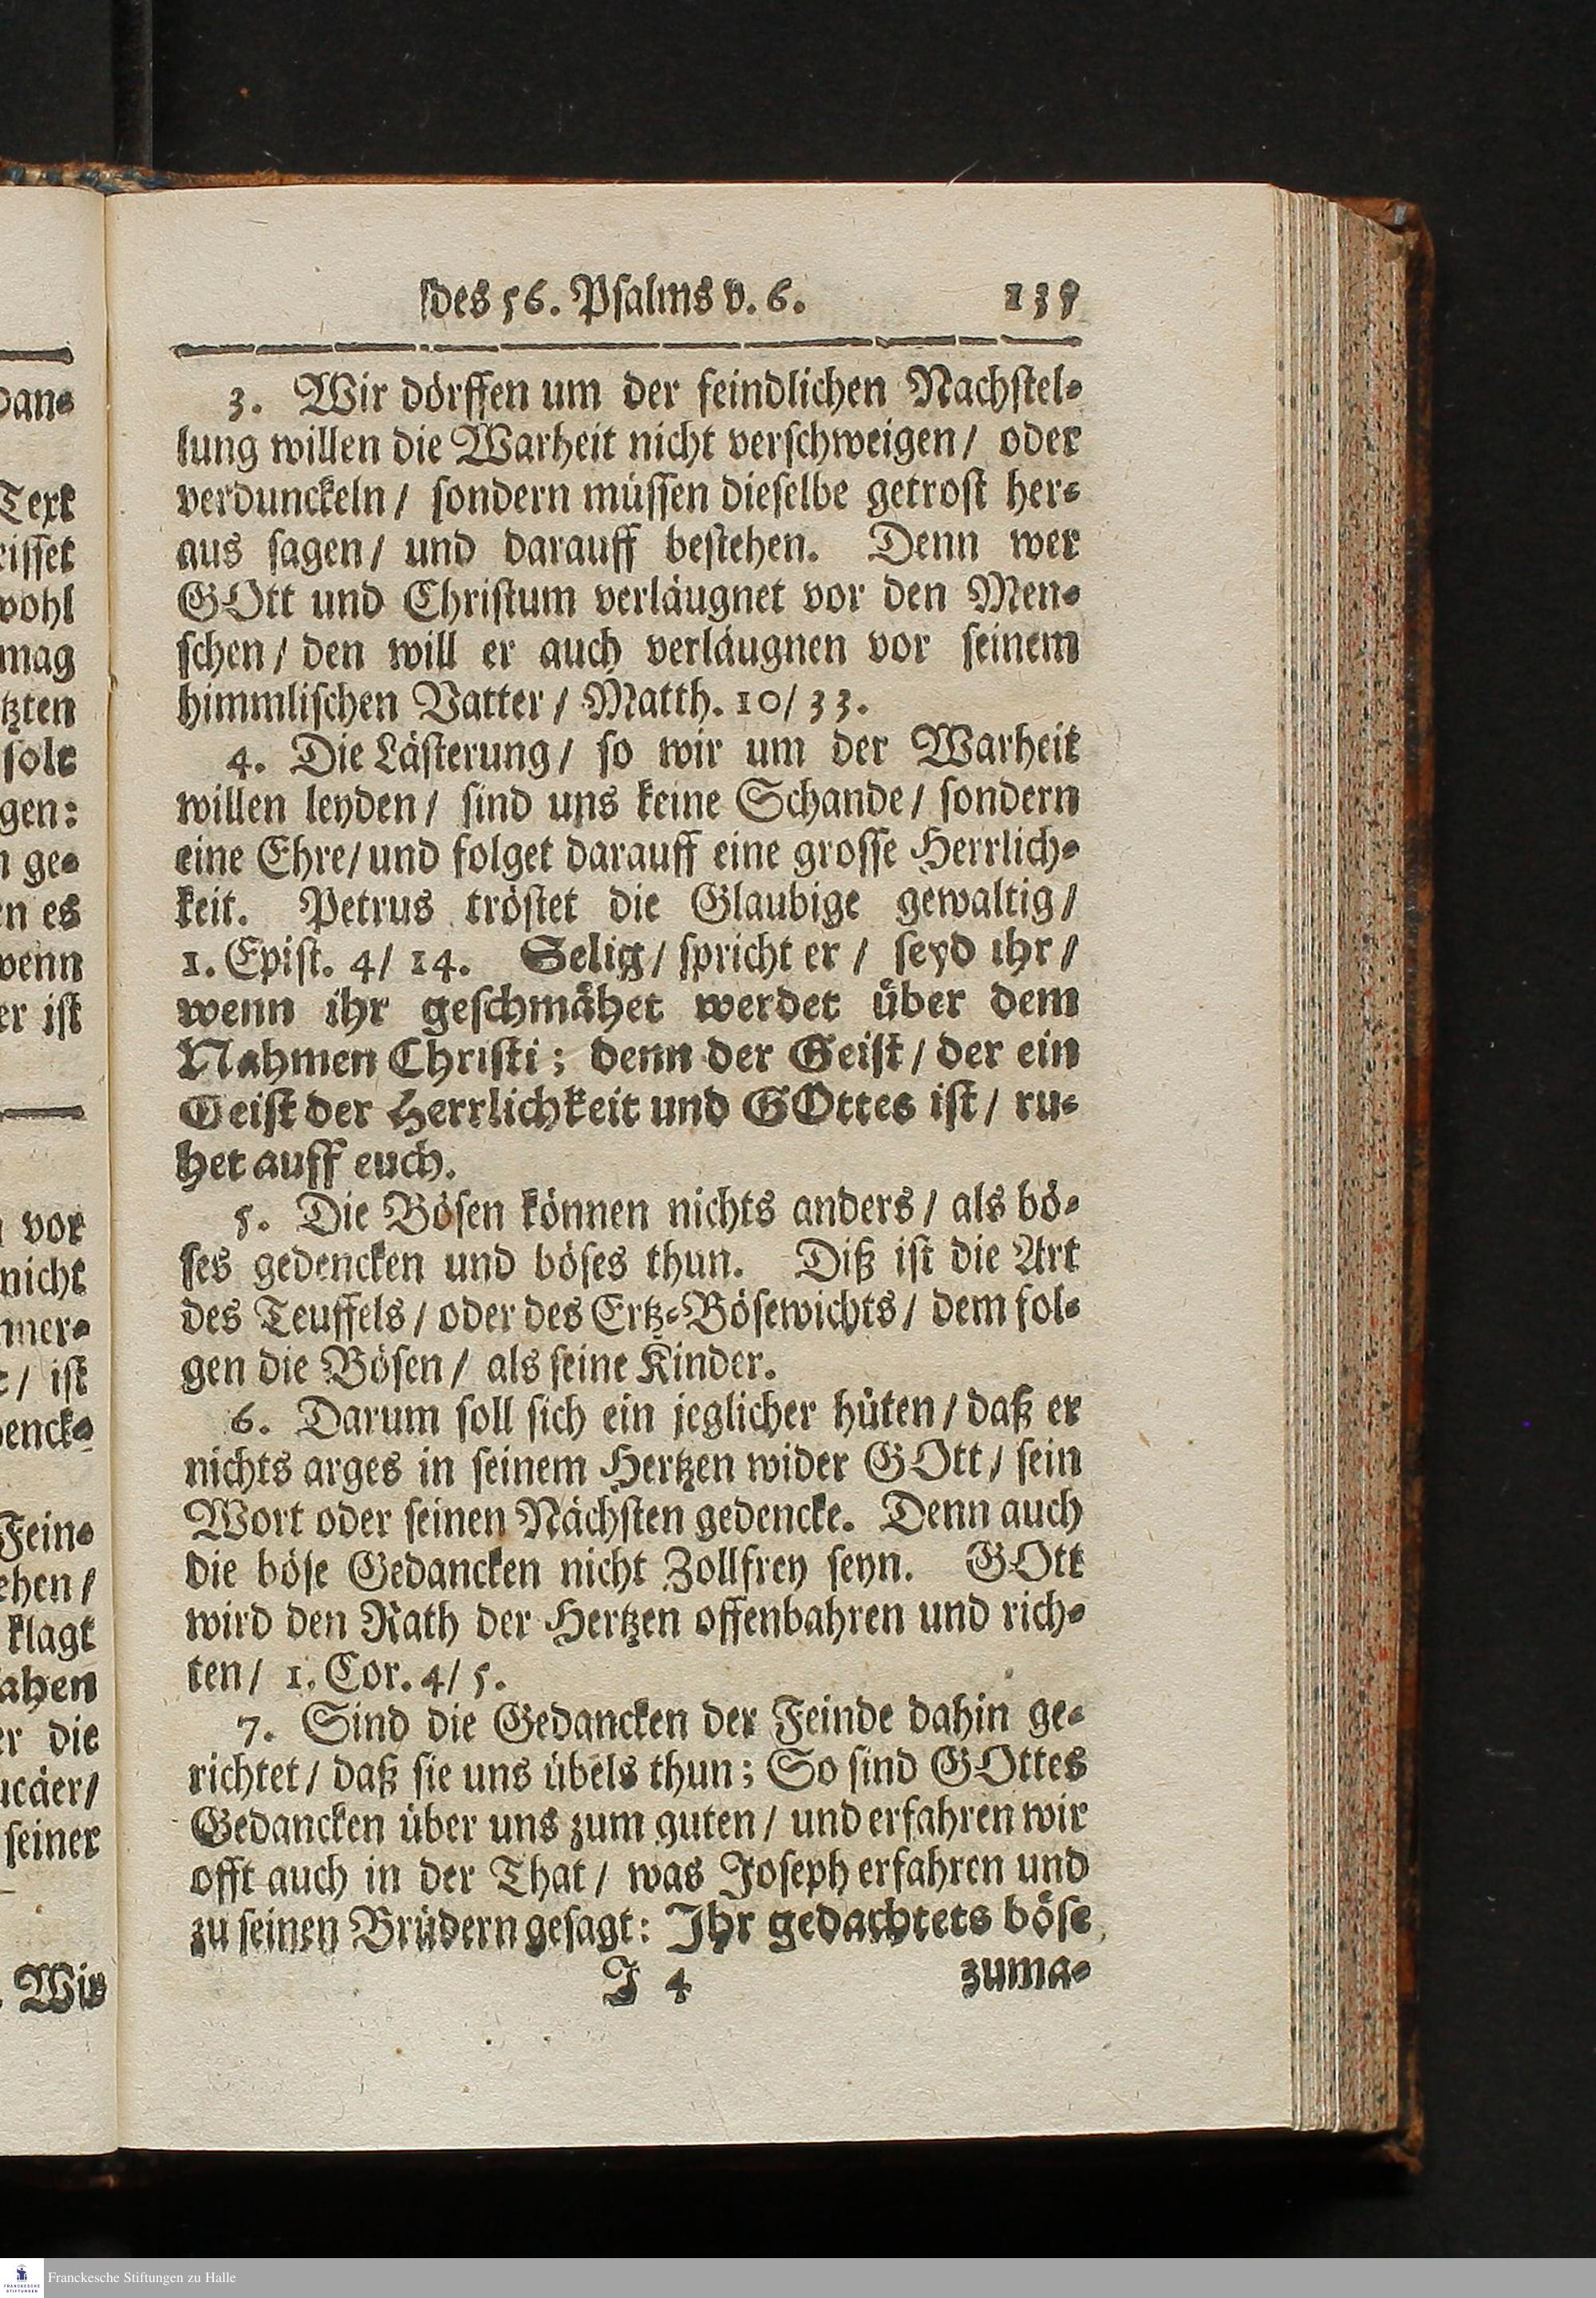 des 56. Psalms v. 6. 135
3. Wir dörffen um der feindlichen Nachstel-
lung willen die Warheit nicht verschweigen / oder
verdunckeln / sondern müssen dieselbe getrost her-
aus sagen / und darauff bestehen. Denn wer
GOtt und Christum verläugnet vor den Men-
schen / den will er auch verläugnen vor seinem
himmlischen Vatter / Matth. 10 / 33.
4. Die Lästerung / so wir um der Warheit
willen leyden / sind uns keine Schande / sondern
eine Ehre / und folget darauff eine grosse Herrlich-
keit. Petrus tröstet die Glaubige gewaltig /
1. Epist. 4 / 14. Selig / spricht er / seyd ihr /
wenn ihr geschmähet werdet über dem
Nahmen Christi; denn der Geist / der ein
Geist der Herrlichkeit und GOttes ist / ru-
het auff euch.
5. Die Bösen können nichts anders / als bö-
ses gedencken und böses thun. Diß ist die Art
des Teuffels / oder des Ertz-Bösewichts / dem fol-
gen die Bösen / als seine Kinder.
6. Darum soll sich ein jeglicher hüten / daß er
nichts arges in seinem Hertzen wider GOtt / sein
Wort oder seinen Nächsten gedencke. Denn auch
die böse Gedancken nicht Zollfrey seyn. GOtt
wird den Rath der Hertzen offenbahren und rich-
ten / 1. Cor. 4 / 5.
7. Sind die Gedancken der Feinde dahin ge-
richtet / daß sie uns übels thun; So sind GOttes
Gedancken über uns zum guten / und erfahren wir
offt auch in der That / was Joseph erfahren und
zu seinen Brüdern gesagt: Ihr gedachtets böse
J 4 zuma-
Franckesche Stiftungen zu Halle